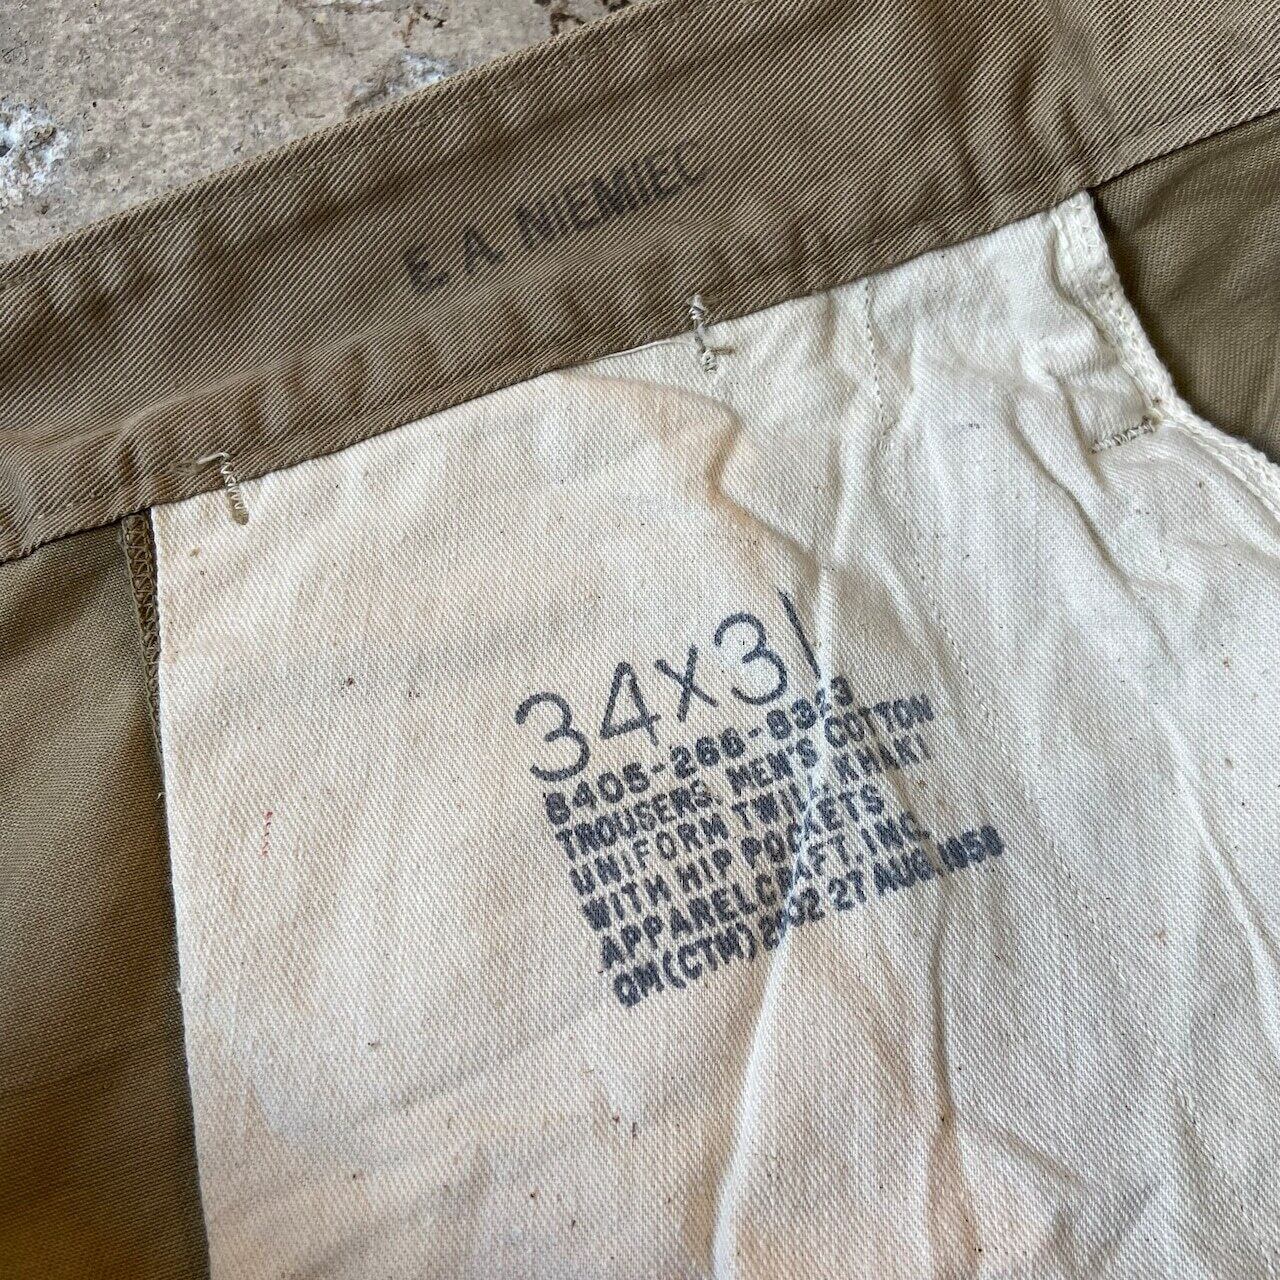 E. A. NIEMIEC
34x31
8405-266-8323
TROUSERS, MEN'S COTTON
UNIFORM TWILL KHAKI
WITH HIP POCKETS
APPARELCRAFT, INC.
QM(CTM) 27 AUG. 1958